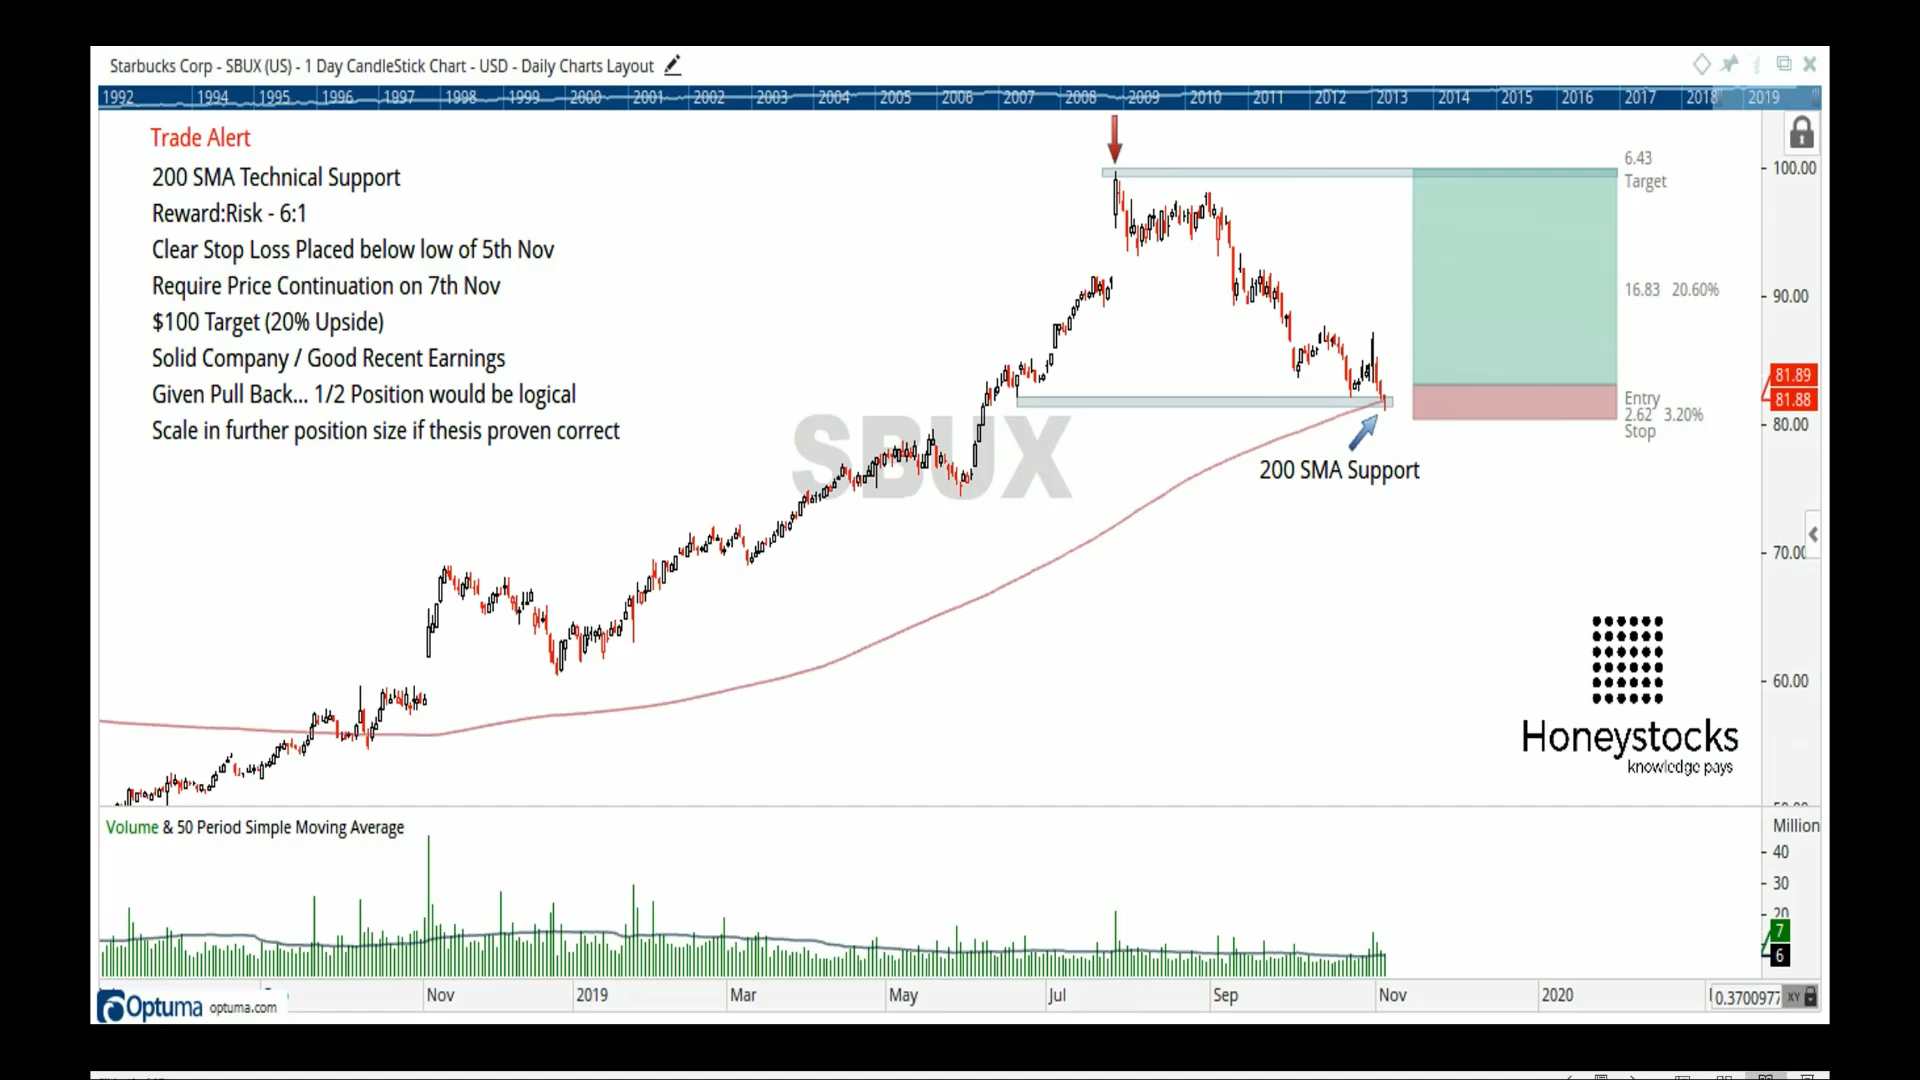 Starbucks Corp - SBUX (US) - 1 Day CandleStick Chart - USD - Daily Charts Layout
1992 1994 1995 1996 1997 1998 1999 2000 2001 2002 2003 2004 2005 2006 2007 2008 2009 2010 2011 2012 2013 2014 2015 2016 2017 2018 2019
Trade Alert
200 SMA Technical Support
Reward:Risk - 6:1
Clear Stop Loss Placed below low of 5th Nov
Require Price Continuation on 7th Nov
$100 Target (20% Upside)
Solid Company / Good Recent Earnings
Given Pull Back... 1/2 Position would be logical
Scale in further position size if thesis proven correct
6.43
Target
16.83 20.60%
Entry
2.62 3.20%
Stop
100.00
90.00
81.89
81.88
80.00
70.00
60.00
SBUX
200 SMA Support
Honeystocks
knowledge pays
Volume & 50 Period Simple Moving Average
Million
40
30
20
7
6
Nov 2019 Mar May Jul Sep Nov 2020
0.3700977 XY
Optuma optuma.com